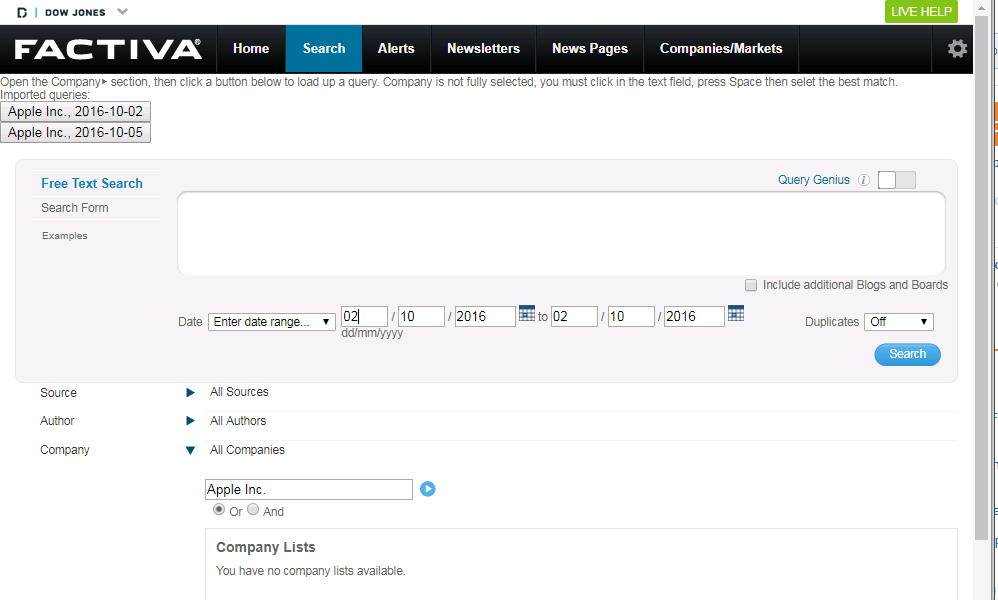 DOW JONES
LIVE HELP
FACTIVA®
Home Search Alerts Newsletters News Pages Companies/Markets
Open the Company▸ section, then click a button below to load up a query. Company is not fully selected, you must click in the text field, press Space then selet the best match.
Imported queries:
Apple Inc., 2016-10-02
Apple Inc., 2016-10-05
Free Text Search
Query Genius i
Search Form
Examples
Include additional Blogs and Boards
Date Enter date range... 02 / 10 / 2016 to 02 / 10 / 2016 Duplicates Off
dd/mm/yyyy
Search
Source All Sources
Author All Authors
Company All Companies
Apple Inc.
Or And
Company Lists
You have no company lists available.